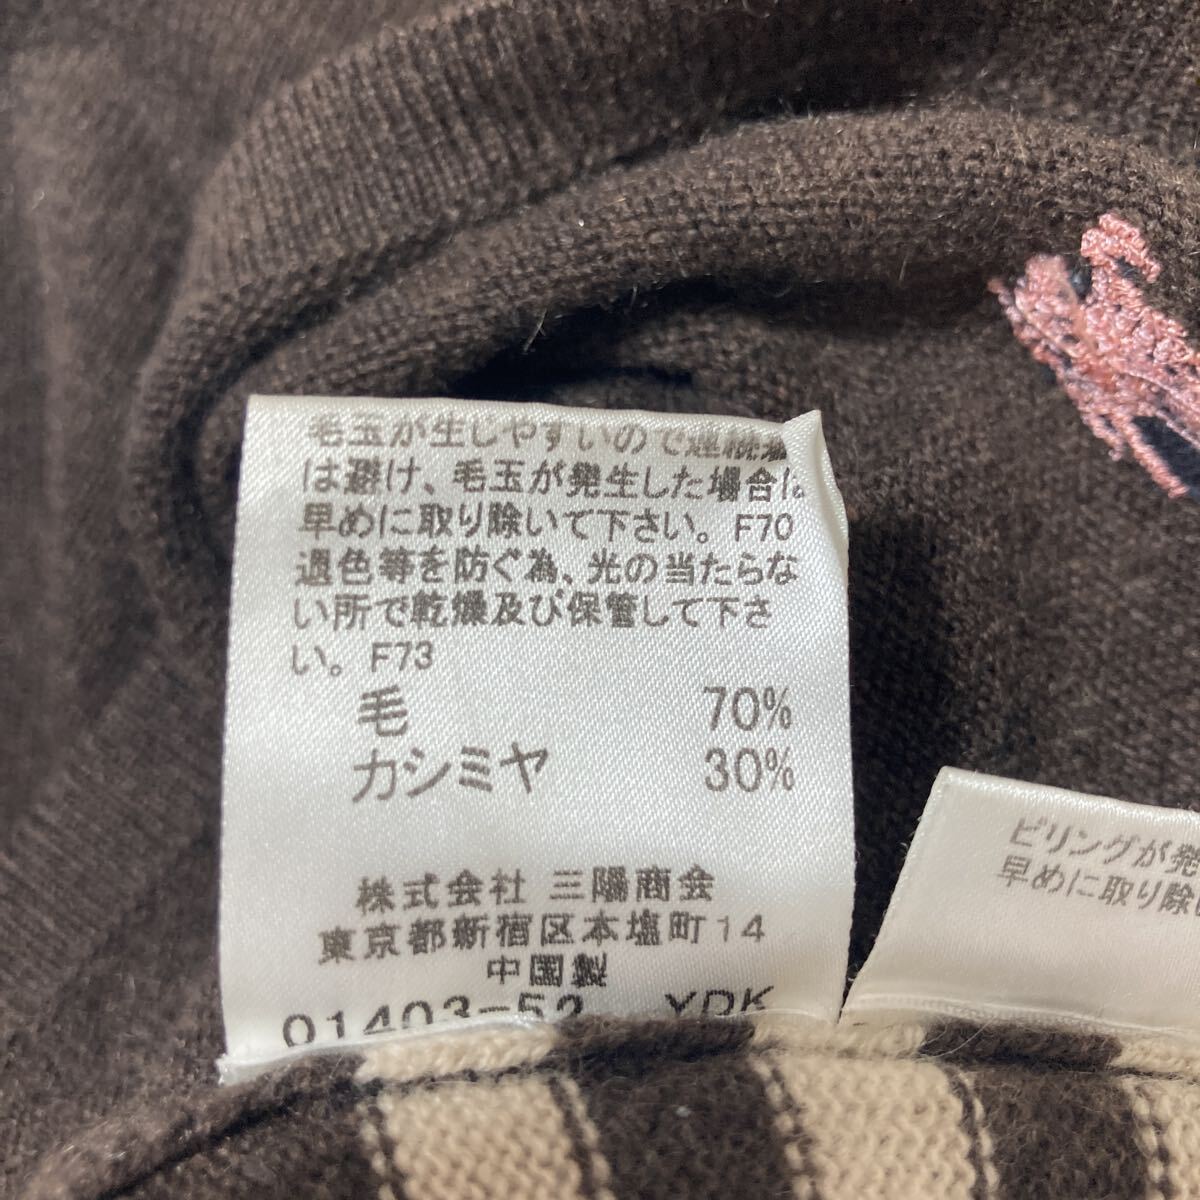 毛玉が生じやすいので連続着
は避け、毛玉が発生した場合は
早めに取り除いて下さい。F70
退色等を防ぐ為、光の当たらな
い所で乾燥及び保管して下さ
い。F73
毛 70%
カシミヤ 30%
株式会社 三陽商会
東京都新宿区本塩町14
中国製
01403-52 YDK
ピリングが発
早めに取り除